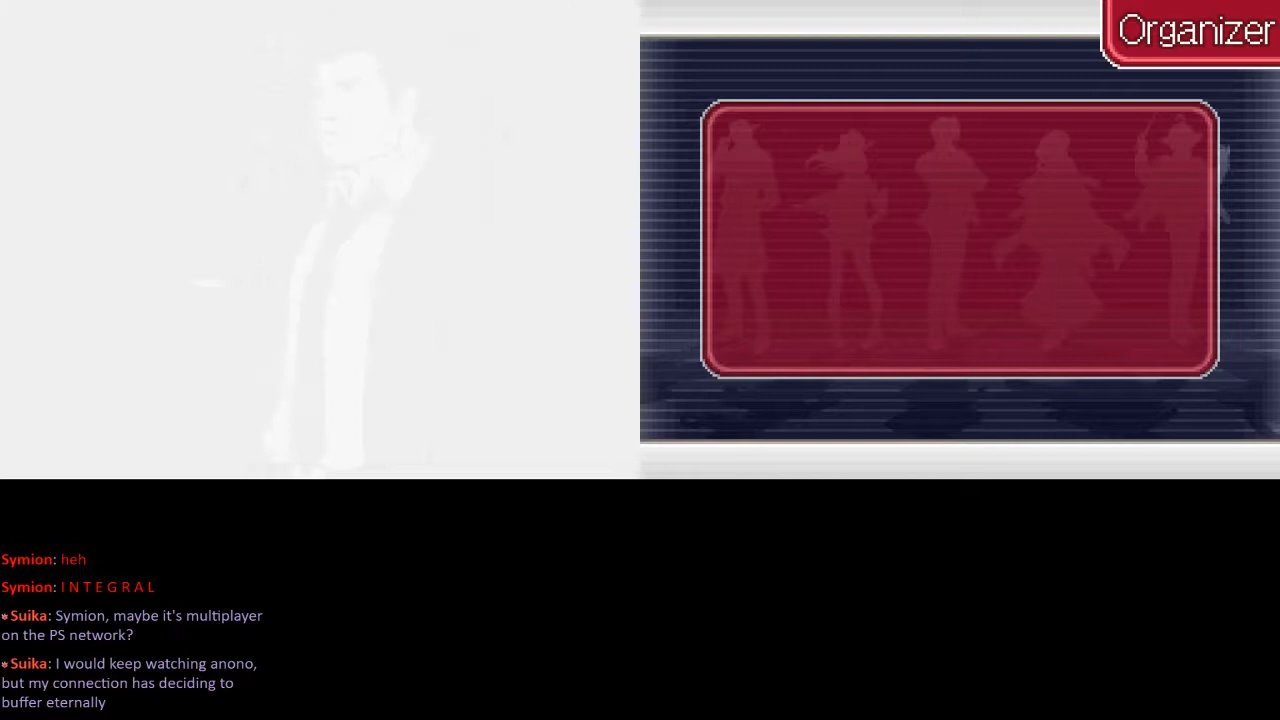 Organizer
Symion: heh
Symion: I N T E G R A L
Suika: Symion, maybe it's multiplayer
on the PS network?
Suika: I would keep watching anono,
but my connection has deciding to
buffer eternally